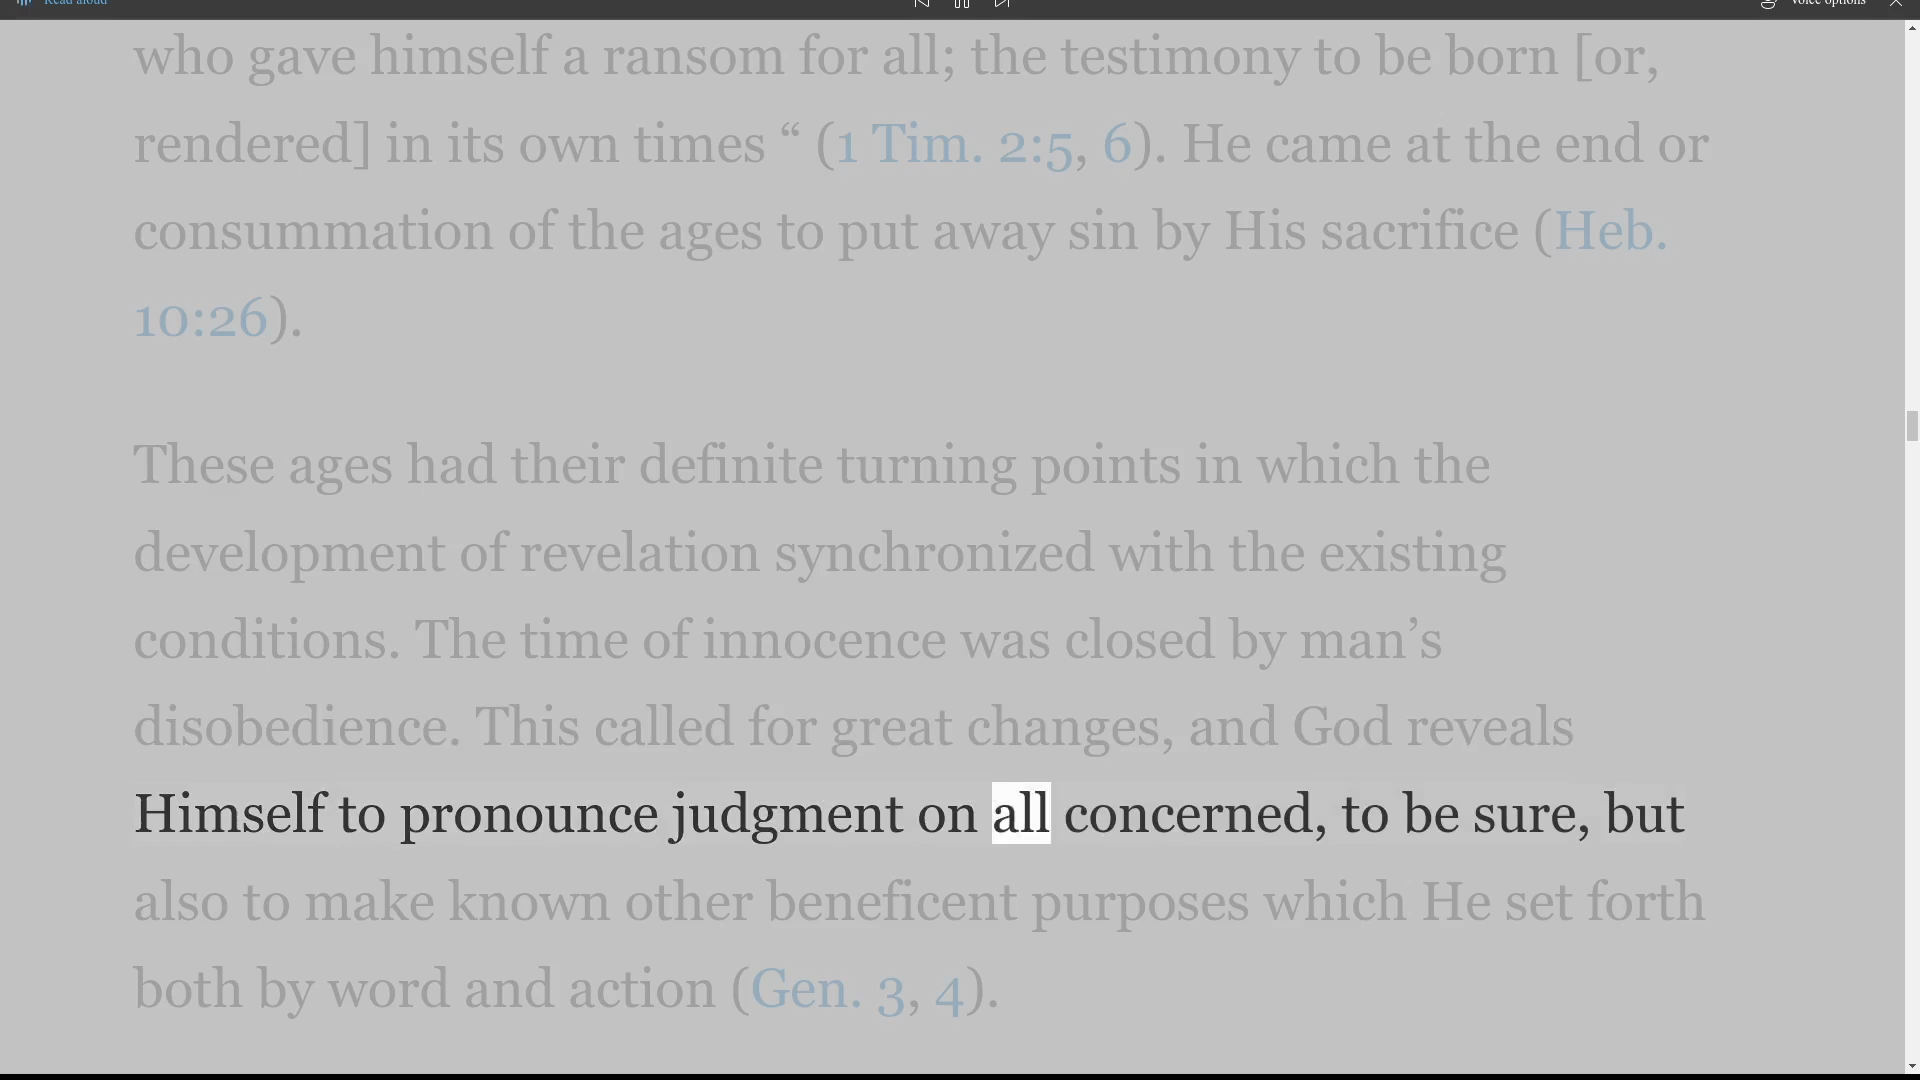 Read aloud
Voice options
who gave himself a ransom for all; the testimony to be born [or,
rendered] in its own times “ (1 Tim. 2:5, 6). He came at the end or
consummation of the ages to put away sin by His sacrifice (Heb.
10:26).
These ages had their definite turning points in which the
development of revelation synchronized with the existing
conditions. The time of innocence was closed by man’s
disobedience. This called for great changes, and God reveals
Himself to pronounce judgment on all concerned, to be sure, but
also to make known other beneficent purposes which He set forth
both by word and action (Gen. 3, 4).